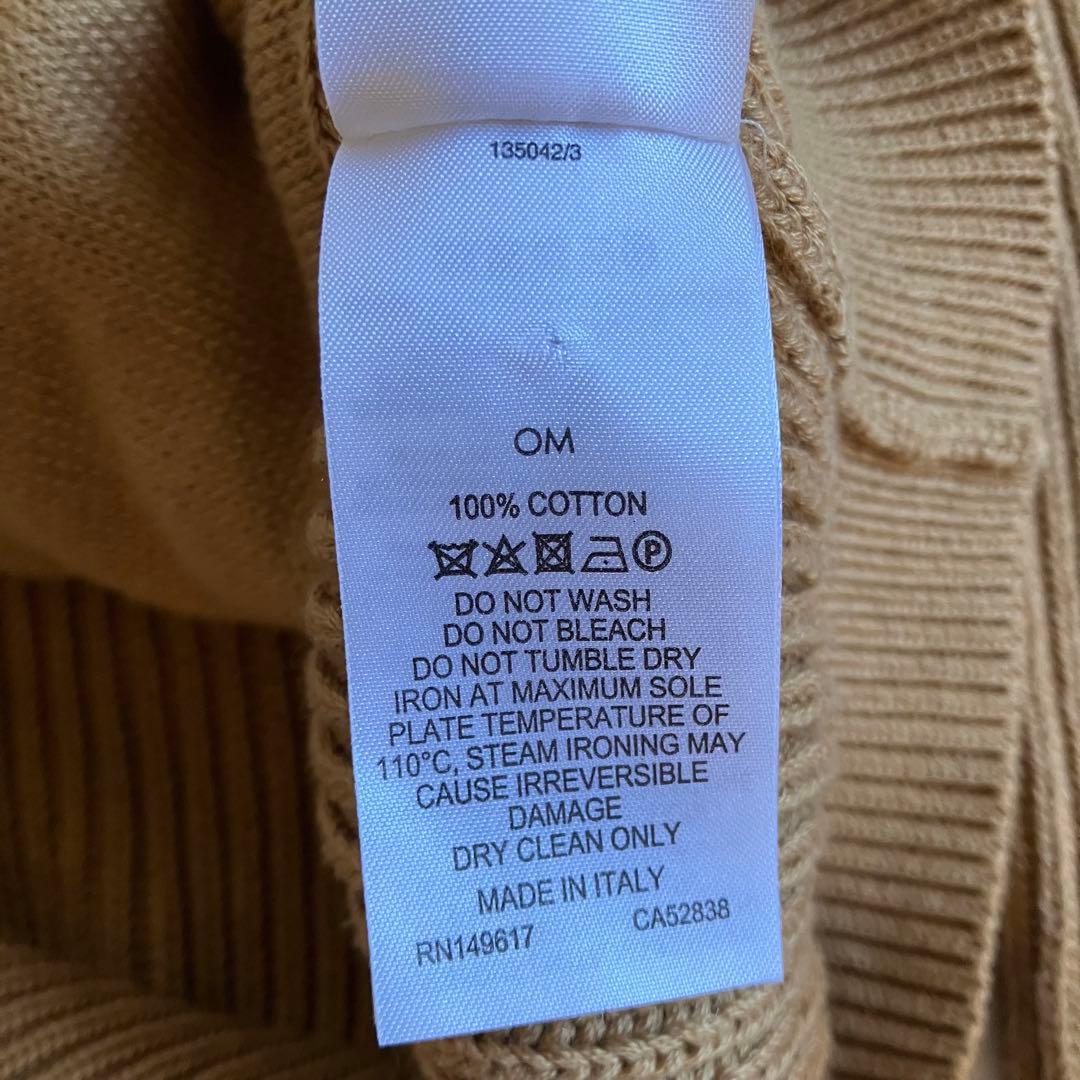 135042/3
OM
100% COTTON
P
DO NOT WASH
DO NOT BLEACH
DO NOT TUMBLE DRY
IRON AT MAXIMUM SOLE
PLATE TEMPERATURE OF
110°C, STEAM IRONING MAY
CAUSE IRREVERSIBLE
DAMAGE
DRY CLEAN ONLY
MADE IN ITALY
RN149617 CA52838